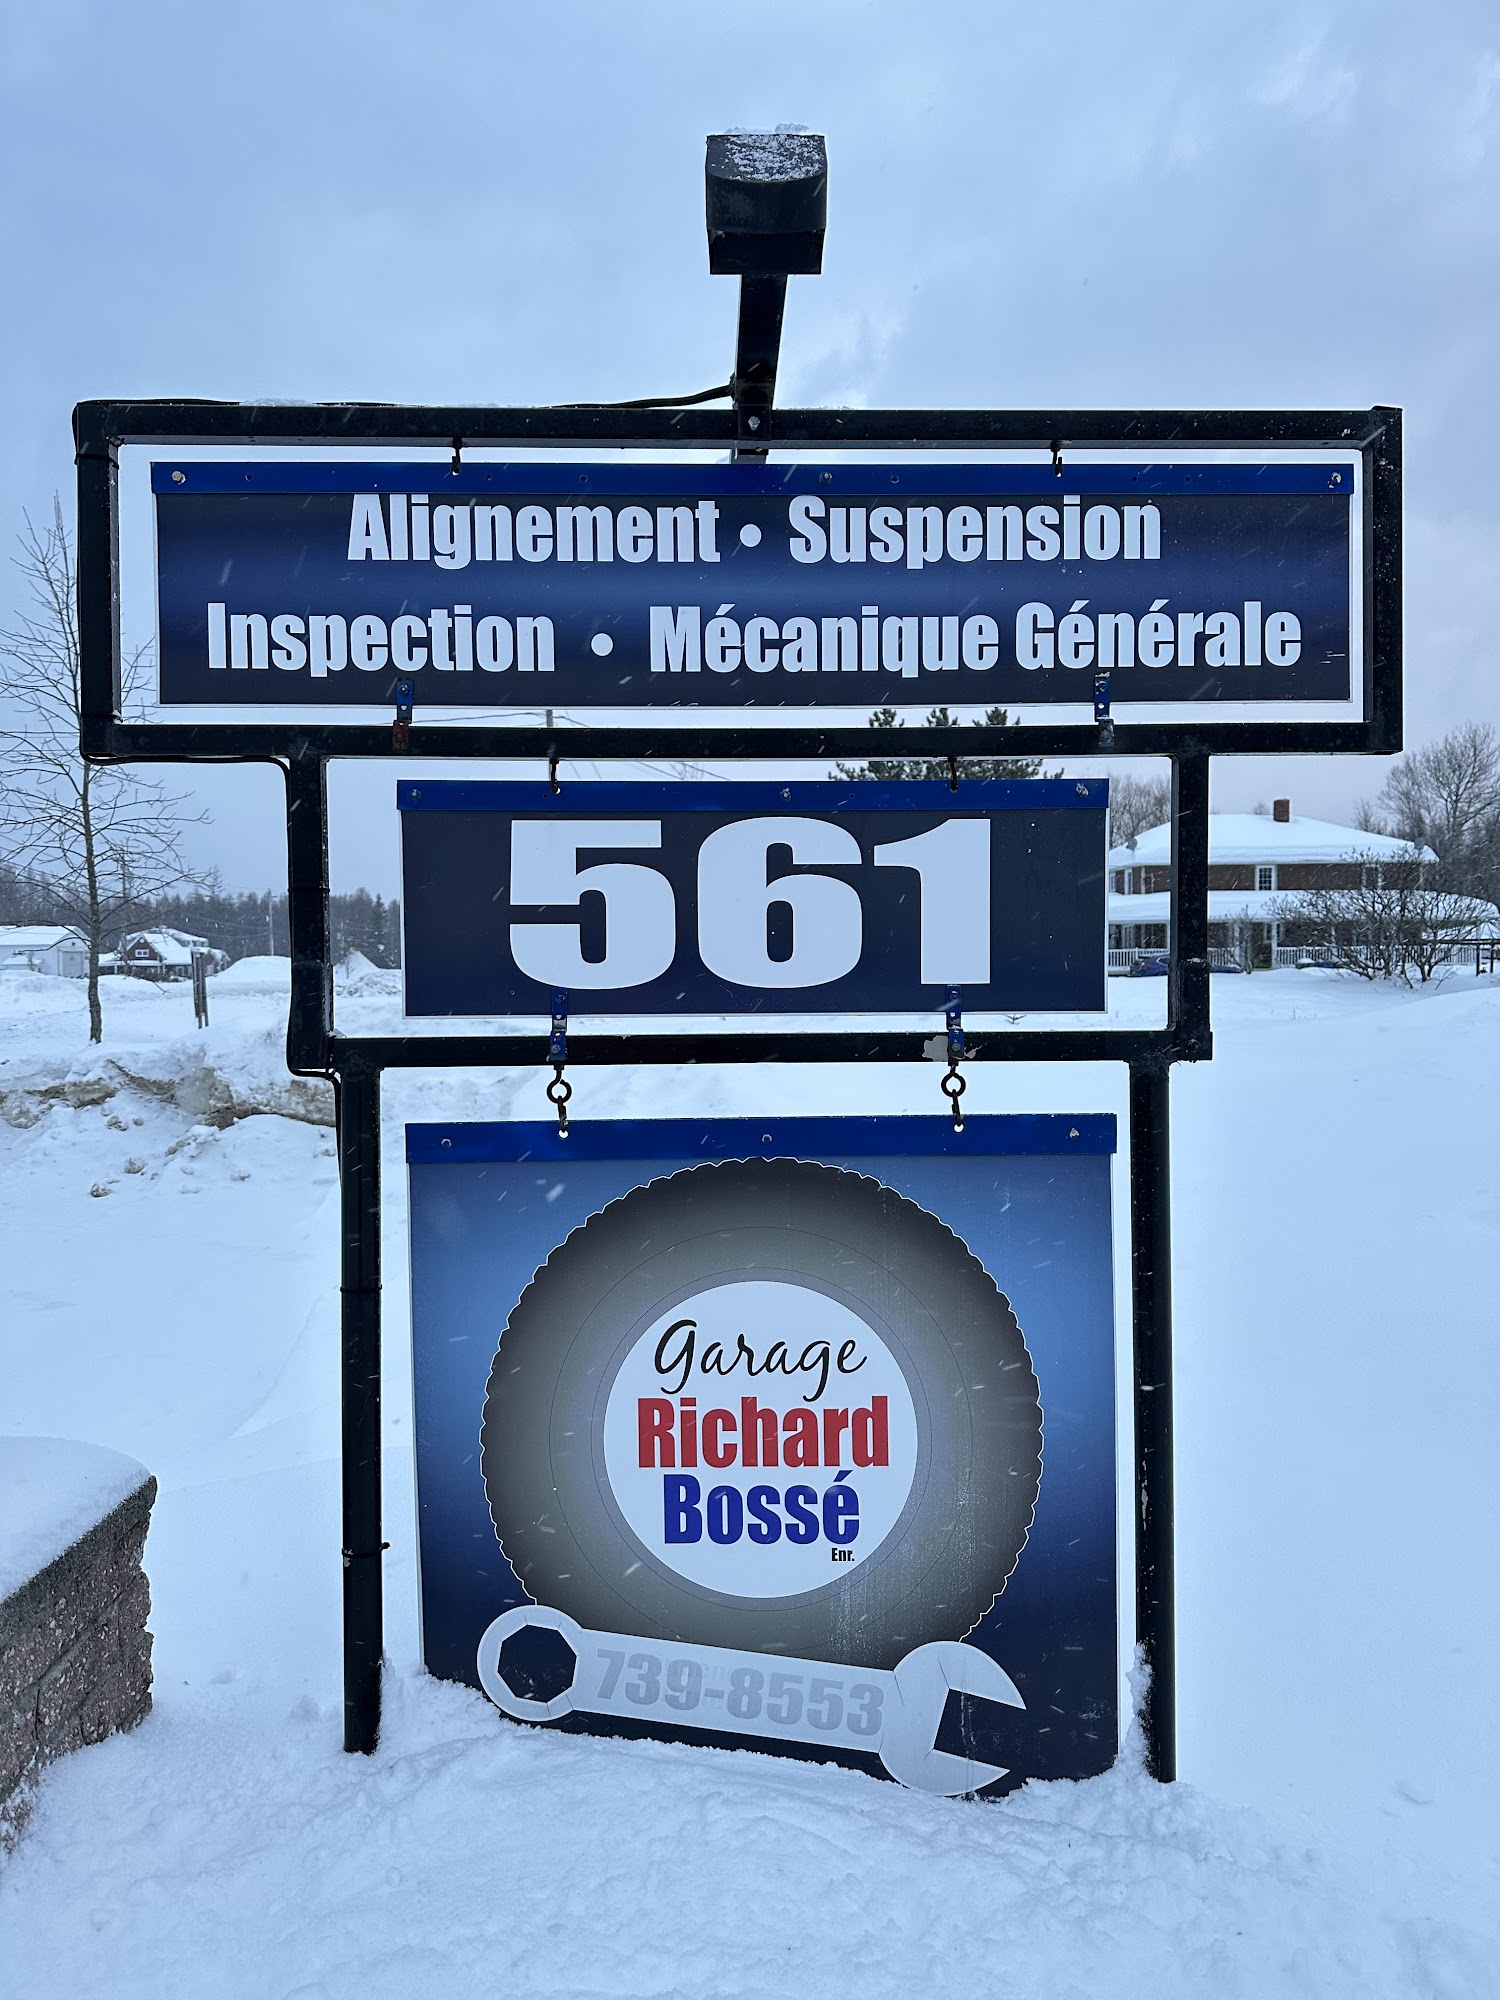 Alignement • Suspension
Inspection • Mécanique Générale
561
Garage
Richard
Bossé
Enr.
739-8553